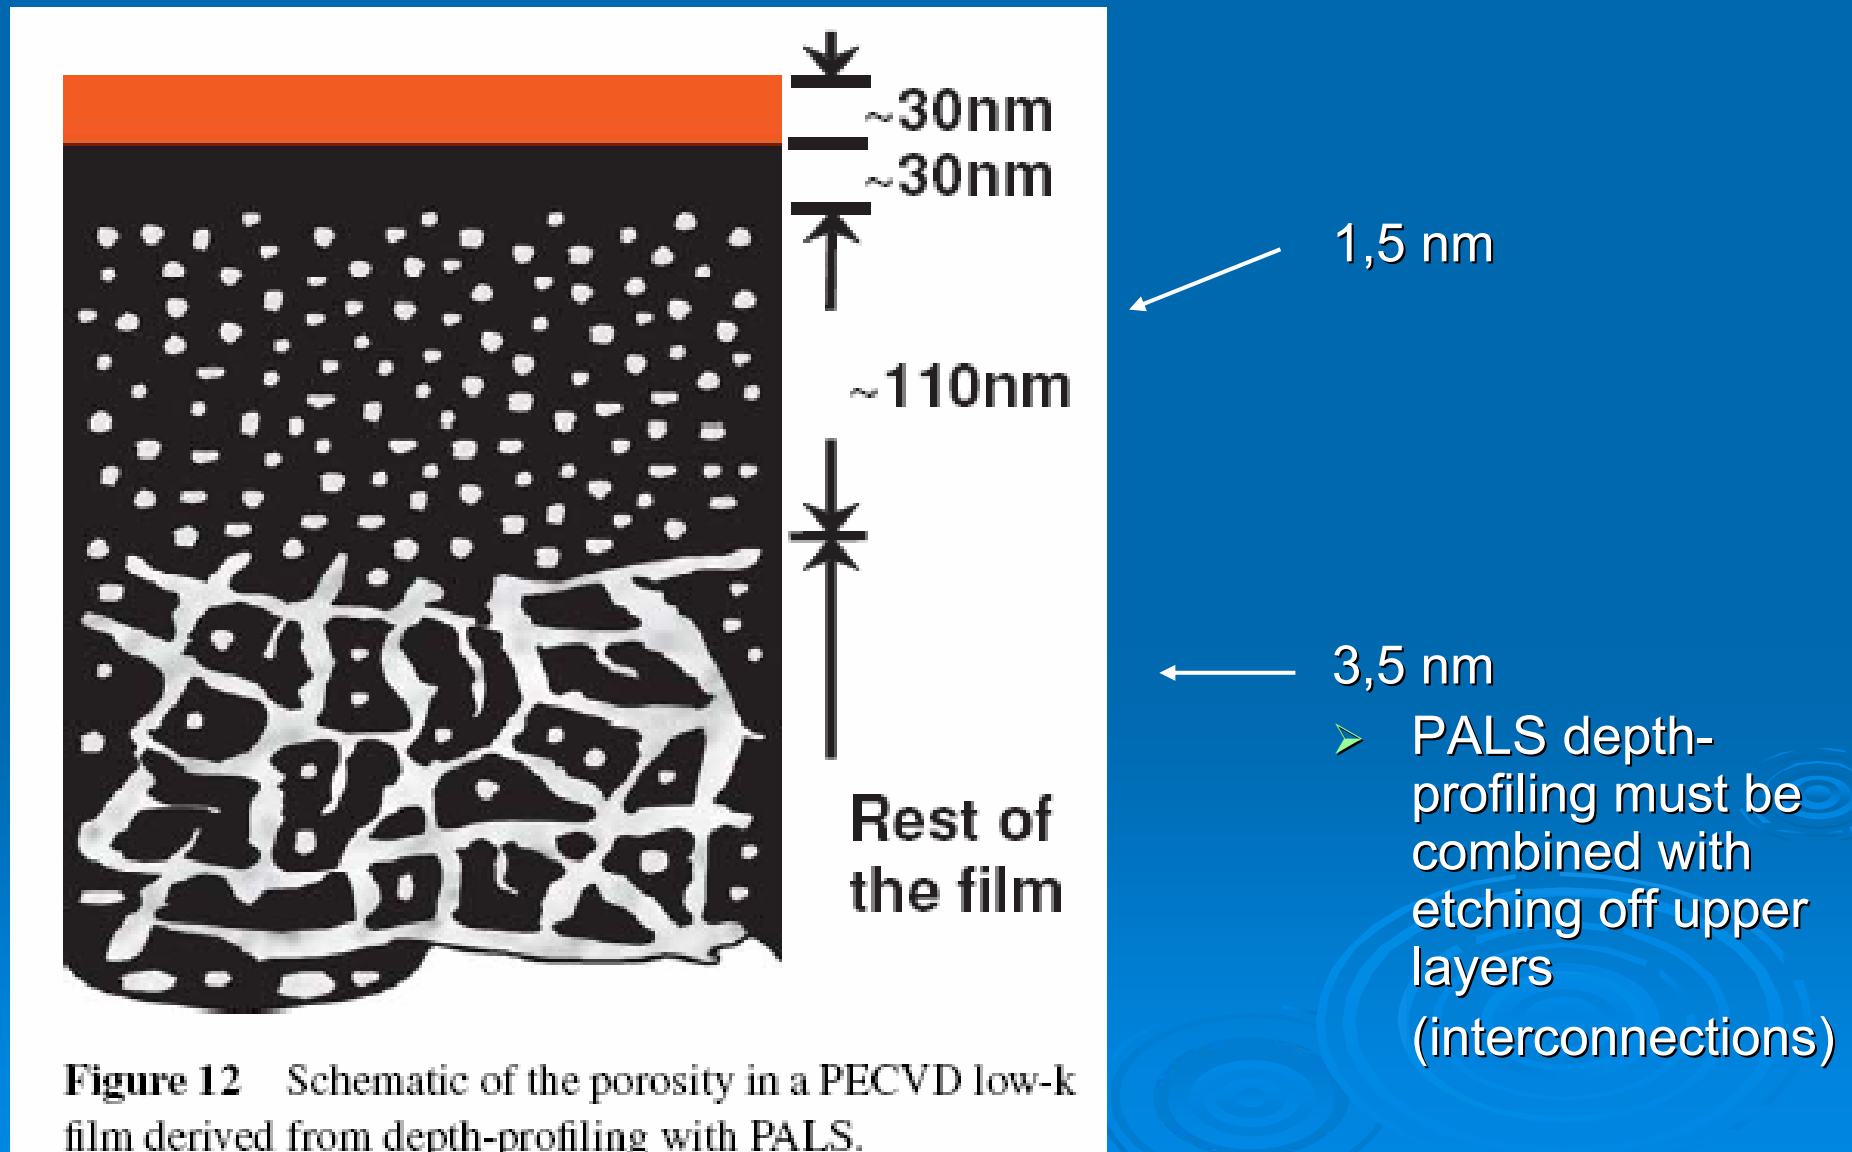 ~30nm
~30nm
1,5 nm
~110nm
3,5 nm
PALS depth-
profiling must be
combined with
etching off upper
layers
(interconnections)
Rest of
the film
Figure 12 Schematic of the porosity in a PECVD low-k
film derived from depth-profiling with PALS.